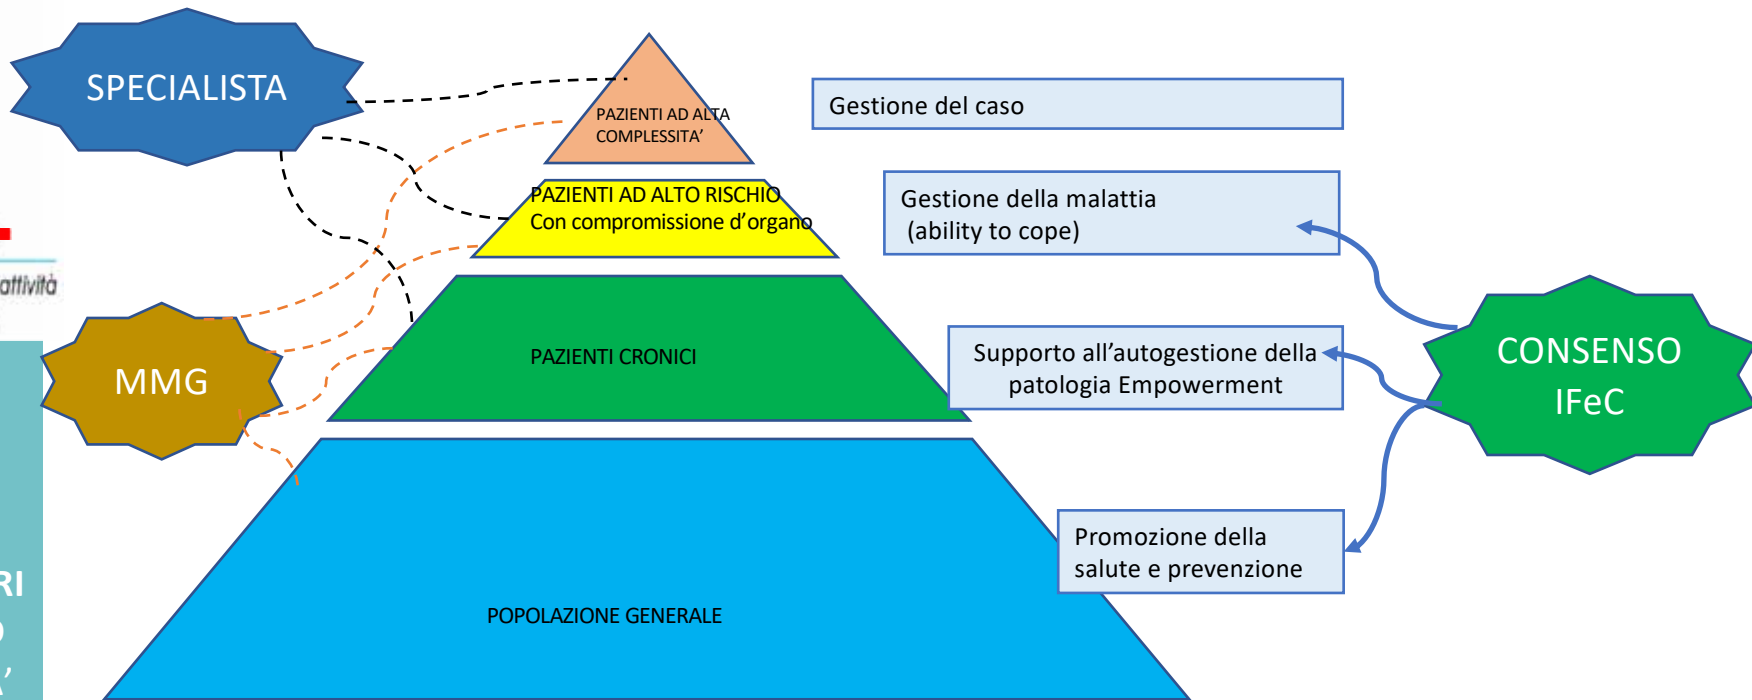 SPECIALISTA
PAZIENTI AD ALTA
COMPLESSITA'
Gestione del caso
PAZIENTI AD ALTO RISCHIO
Con compromissione d'organo
Gestione della malattia
(ability to cope)
attività
MMG
PAZIENTI CRONICI
Supporto all'autogestione della
patologia Empowerment
CONSENSO
IFeC
Promozione della
salute e prevenzione
POPOLAZIONE GENERALE